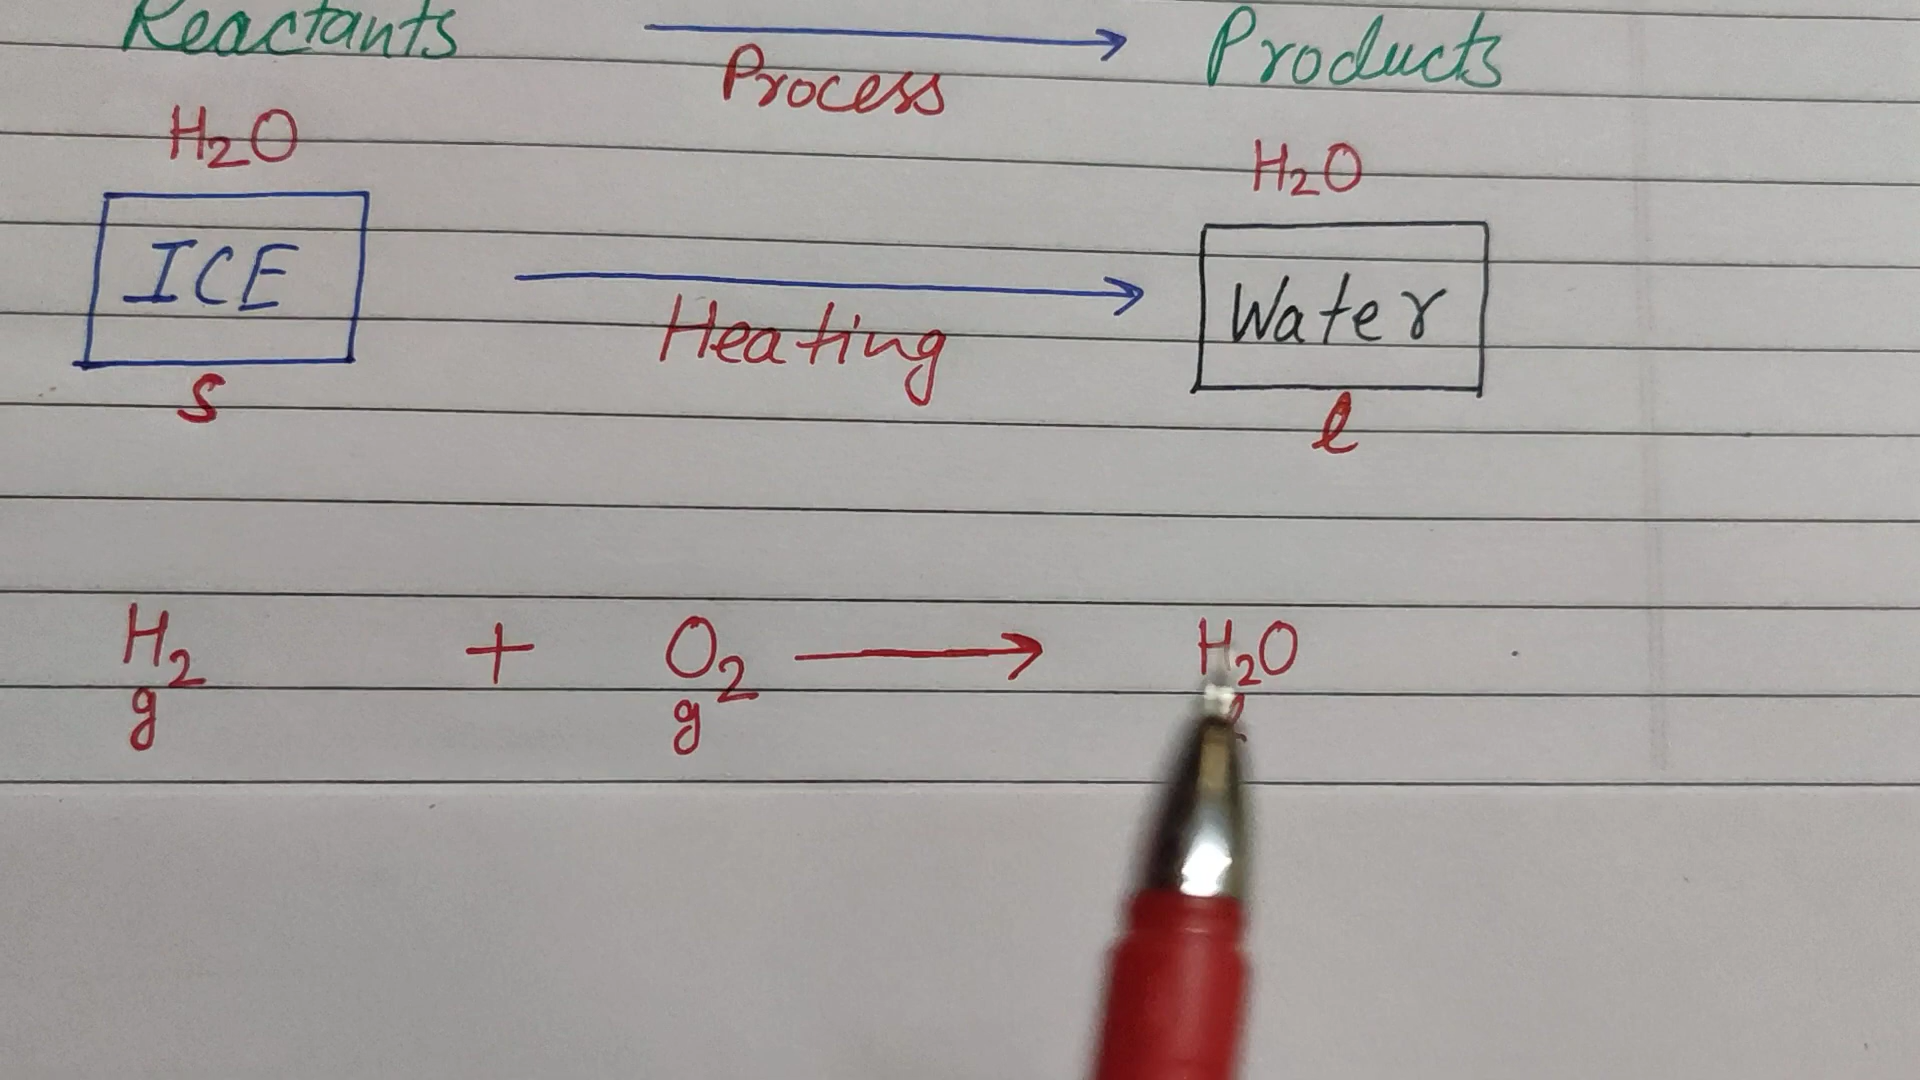 Reactants → Products
Process
H₂O H₂O
ICE → Water
Heating
s l
H₂ + O₂ → H₂O
g g l